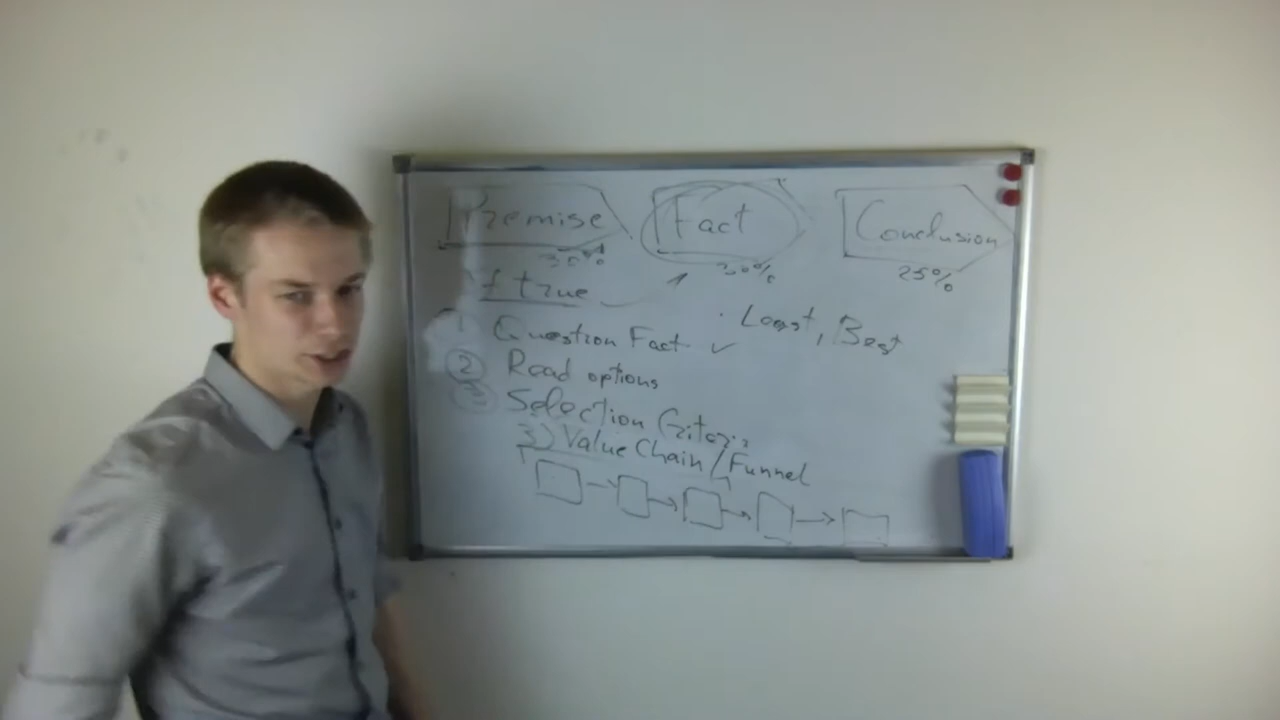 Premise Fact Conclusion
30% 30% 25%
If true
1 Question Fact ✓ · Least, Best
2 Read options
3 Selection Criteria
3) Value Chain / Funnel